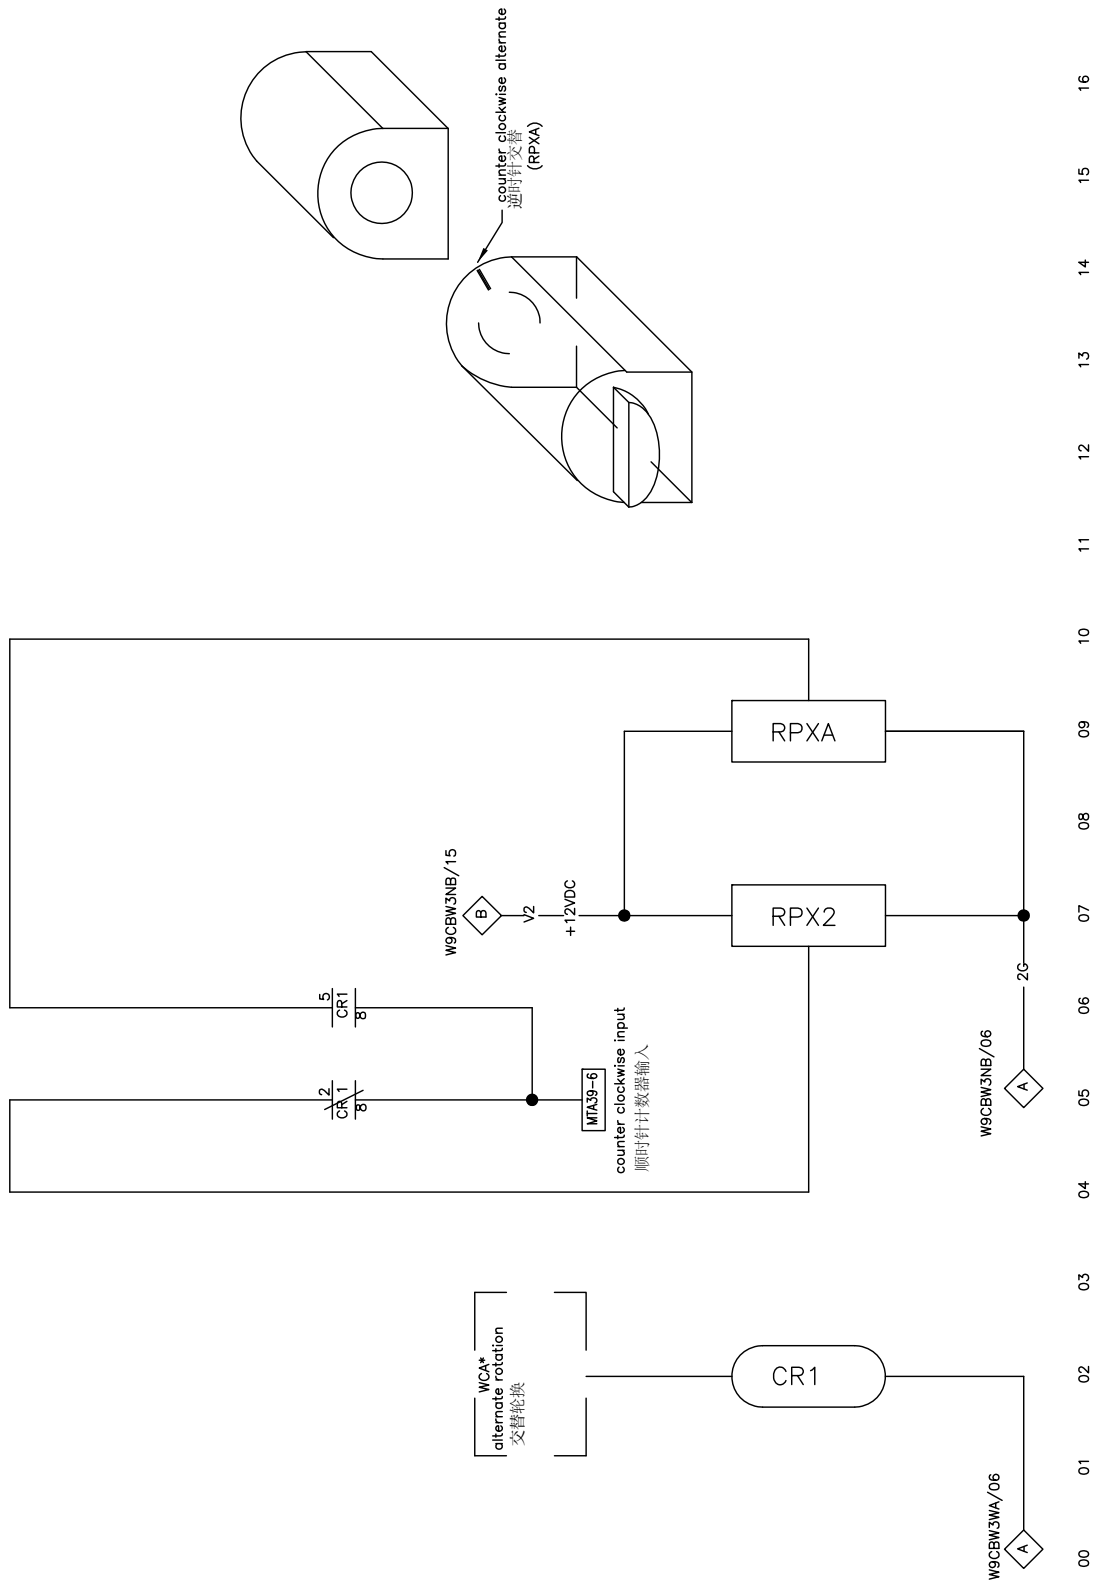 counter clockwise alternate
逆时针交替
(RPXA)
W9CBW3NB/15
B
V2
+12VDC
RPXA
RPX2
2G
W9CBW3NB/06
A
5
CR1
8
2
CR1
8
MTA39-6
counter clockwise input
顺时针计数器输入
WCA*
alternate rotation
交替轮换
CR1
W9CBW3WA/06
A
00
01
02
03
04
05
06
07
08
09
10
11
12
13
14
15
16